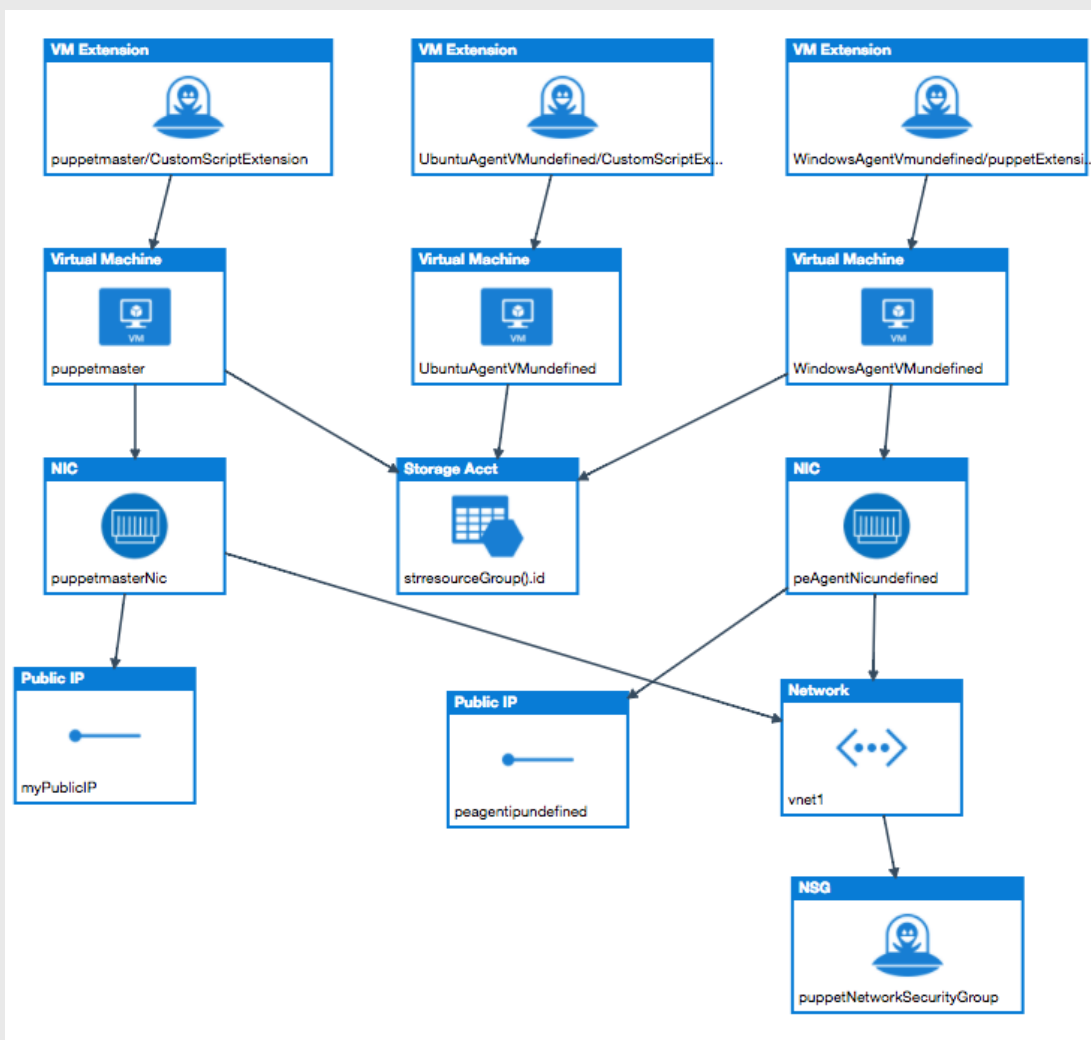 VM Extension
puppetmaster/CustomScriptExtension
VM Extension
UbuntuAgentVMundefined/CustomScriptEx...
VM Extension
WindowsAgentVmundefined/puppetExtensi...
Virtual Machine
VM
puppetmaster
Virtual Machine
VM
UbuntuAgentVMundefined
Virtual Machine
VM
WindowsAgentVMundefined
NIC
puppetmasterNic
Storage Acct
strresourceGroup().id
NIC
peAgentNicundefined
Public IP
myPublicIP
Public IP
peagentipundefined
Network
vnet1
NSG
puppetNetworkSecurityGroup